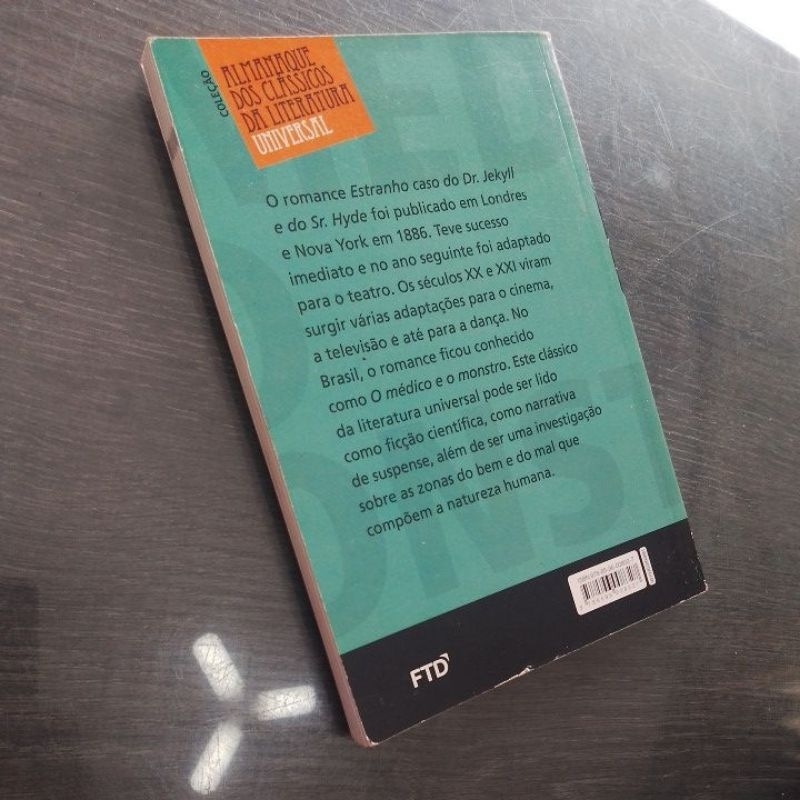 COLEÇÃO
ALMANAQUE
DOS CLÁSSICOS
DA LITERATURA
UNIVERSAL
O romance Estranho caso do Dr. Jekyll
e do Sr. Hyde foi publicado em Londres
e Nova York em 1886. Teve sucesso
imediato e no ano seguinte foi adaptado
para o teatro. Os séculos XX e XXI viram
surgir várias adaptações para o cinema,
a televisão e até para a dança. No
Brasil, o romance ficou conhecido
como O médico e o monstro. Este clássico
da literatura universal pode ser lido
como ficção científica, como narrativa
de suspense, além de ser uma investigação
sobre as zonas do bem e do mal que
compõem a natureza humana.
FTD